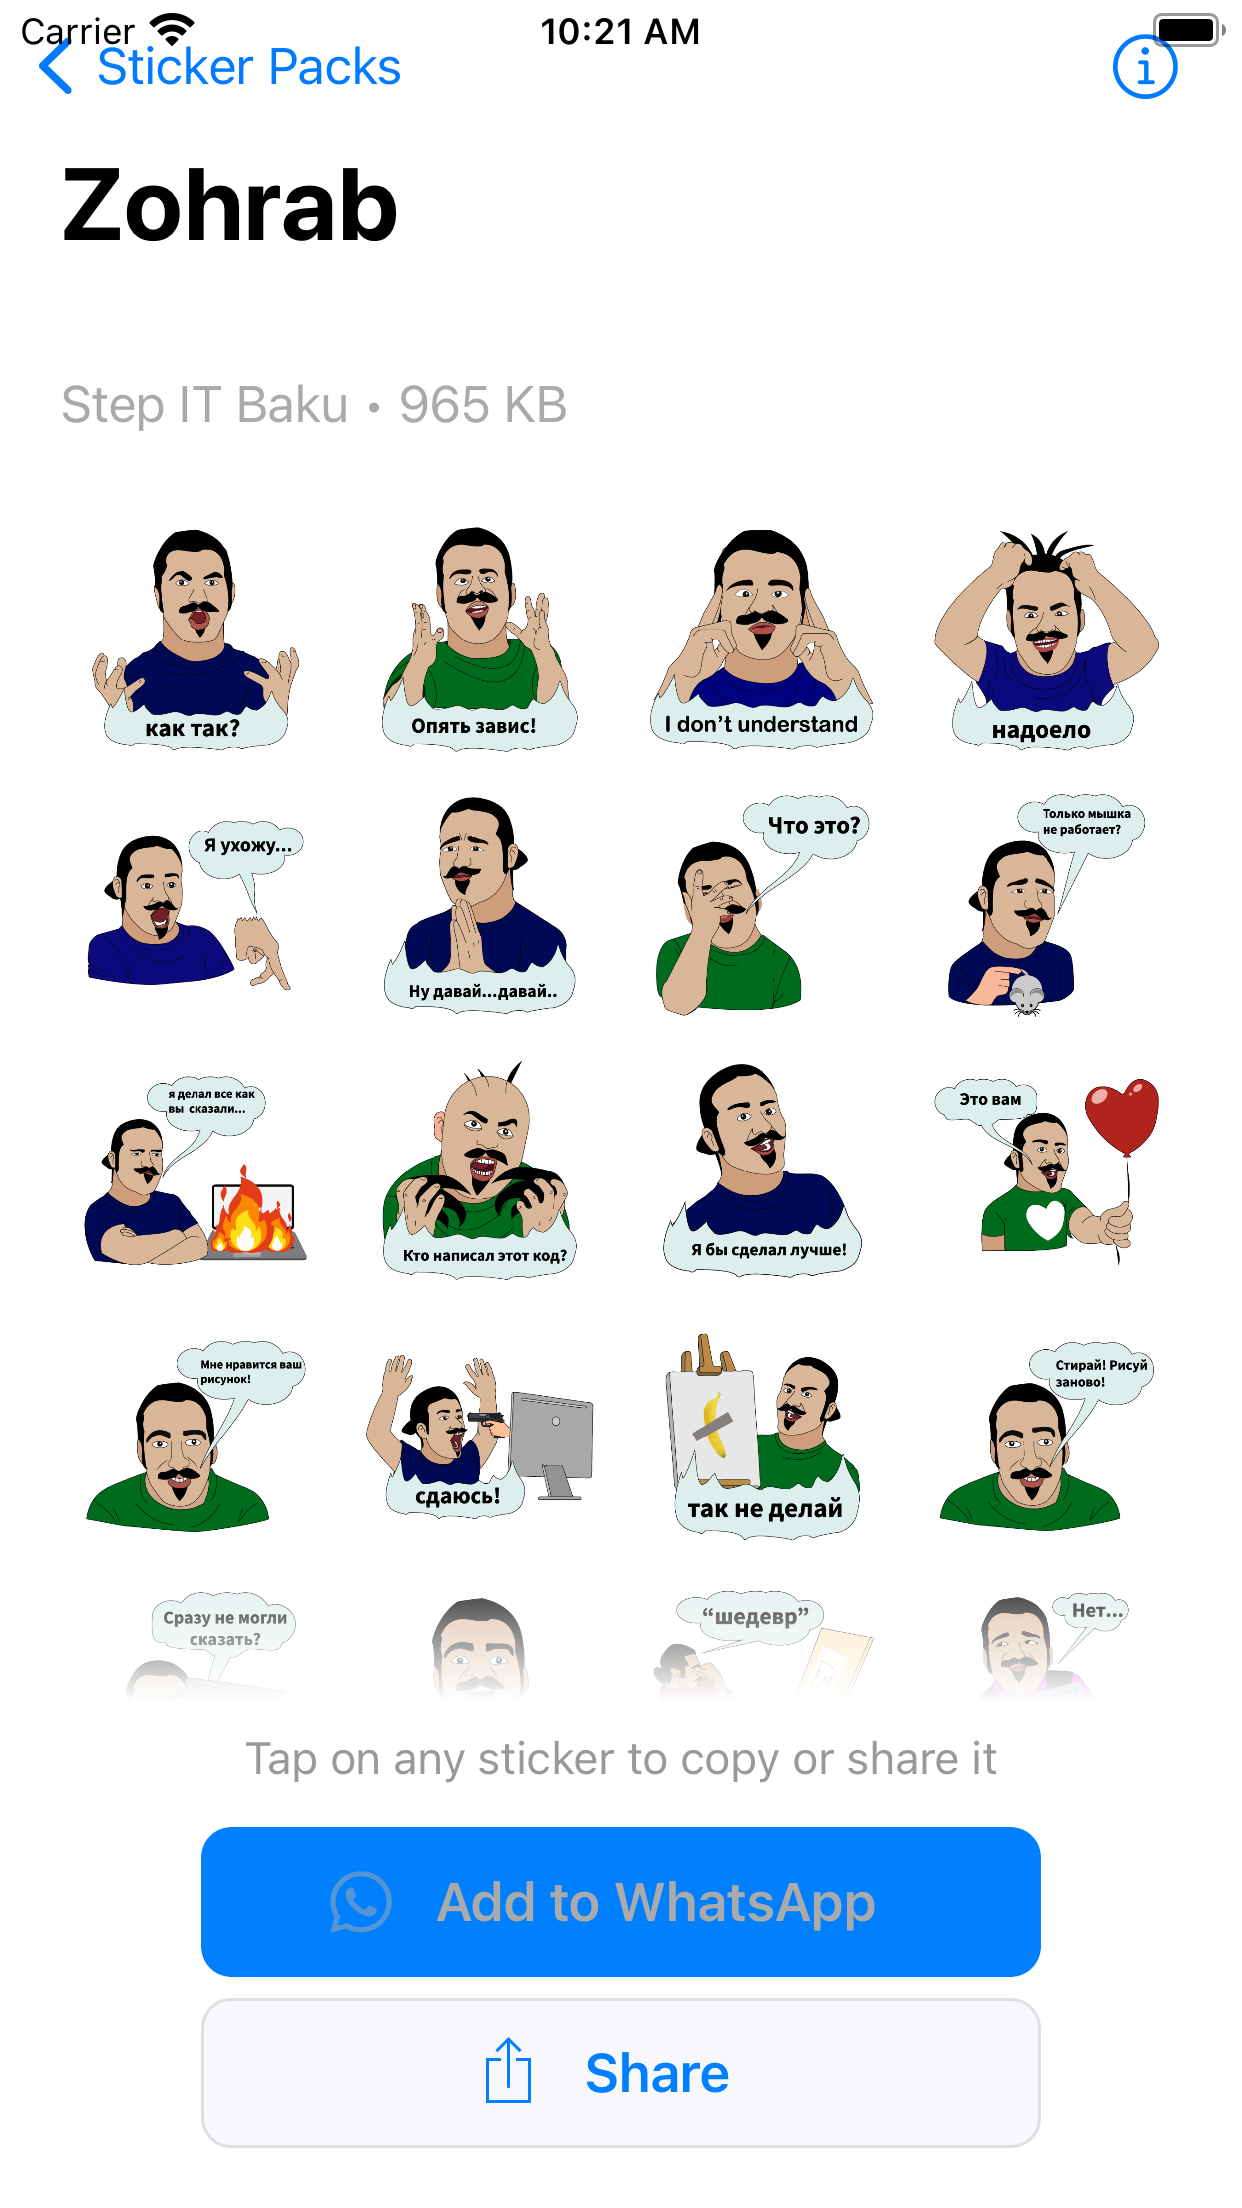 Carrier
10:21 AM
Sticker Packs
Zohrab
Step IT Baku • 965 KB
как так?
Опять завис!
I don't understand
надоело
Я ухожу...
Ну давай...давай..
Что это?
Только мышка
не работает?
я делал все как
вы сказали...
Кто написал этот код?
Я бы сделал лучше!
Это вам
Мне нравится ваш
рисунок!
сдаюсь!
так не делай
Стирай! Рисуй
заново!
Сразу не могли
сказать?
“шедевр”
Нет...
Tap on any sticker to copy or share it
Add to WhatsApp
Share